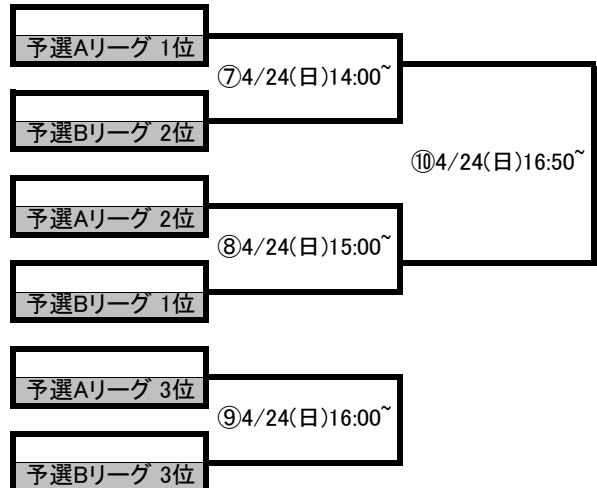 予選Aリーグ 1位
⑦4/24(日)14:00~
予選Bリーグ 2位
⑩4/24(日)16:50~
予選Aリーグ 2位
⑧4/24(日)15:00~
予選Bリーグ 1位
予選Aリーグ 3位
⑨4/24(日)16:00~
予選Bリーグ 3位